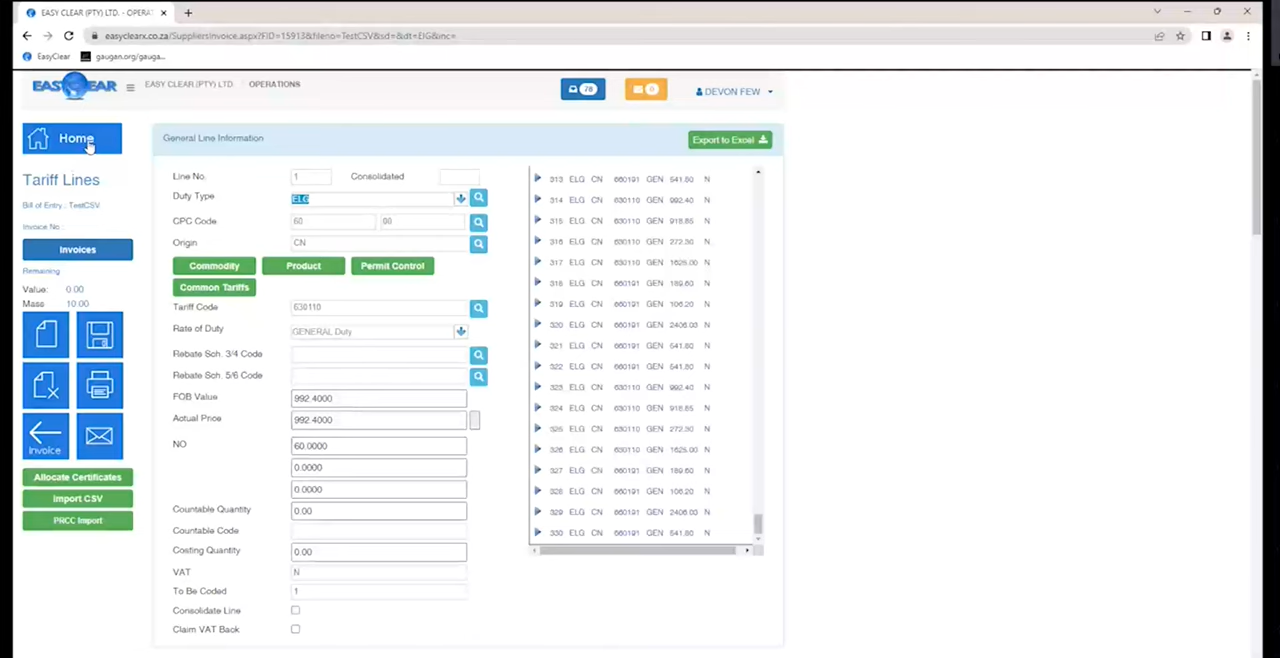 EASY CLEAR (PTY) LTD. - OPERA
easyclearx.co.za/SuppliersInvoice.aspx?FID=15913&fileno=TestCSV&sd=&dt=ElG&inc=
EasyClear gaugan.org/gauga...
EASY CLEAR EASY CLEAR (PTY) LTD OPERATIONS 78 0 DEVON FEW
Home
Tariff Lines
Bill of Entry : TestCSV
Invoice No :
Invoices
Remaining
Value: 0.00
Mass 10.00
Invoice
Allocate Certificates
Import CSV
PRCC Import
General Line Information Export to Excel
Line No. 1 Consolidated
Duty Type ELG
CPC Code 60 00
Origin CN
Commodity Product Permit Control
Common Tariffs
Tariff Code 630110
Rate of Duty GENERAL Duty
Rebate Sch. 3/4 Code
Rebate Sch. 5/6 Code
FOB Value 992.4000
Actual Price 992.4000
NO 60.0000
0.0000
0.0000
Countable Quantity 0.00
Countable Code
Costing Quantity 0.00
VAT N
To Be Coded 1
Consolidate Line
Claim VAT Back
313 ELG CN 660191 GEN 541.80 N
314 ELG CN 630110 GEN 992.40 N
315 ELG CN 630110 GEN 918.85 N
316 ELG CN 630110 GEN 272.30 N
317 ELG CN 630110 GEN 1625.00 N
318 ELG CN 660191 GEN 189.60 N
319 ELG CN 660191 GEN 106.20 N
320 ELG CN 660191 GEN 2406.00 N
321 ELG CN 660191 GEN 541.80 N
322 ELG CN 660191 GEN 541.80 N
323 ELG CN 630110 GEN 992.40 N
324 ELG CN 630110 GEN 918.85 N
325 ELG CN 630110 GEN 272.30 N
326 ELG CN 630110 GEN 1625.00 N
327 ELG CN 660191 GEN 189.60 N
328 ELG CN 660191 GEN 106.20 N
329 ELG CN 660191 GEN 2406.00 N
330 ELG CN 660191 GEN 541.80 N